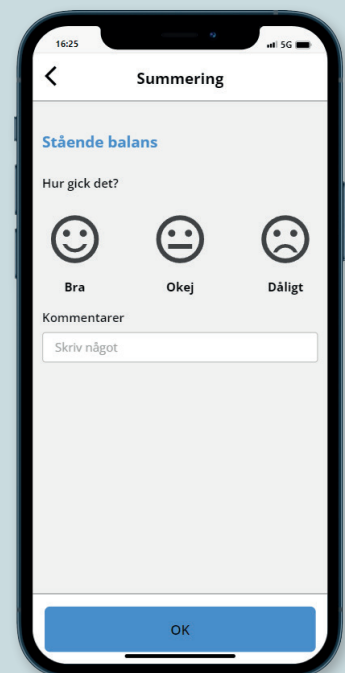 16:25
5G
Summering
Stående balans
Hur gick det?
Bra Okej Dåligt
Kommentarer
Skriv något
OK